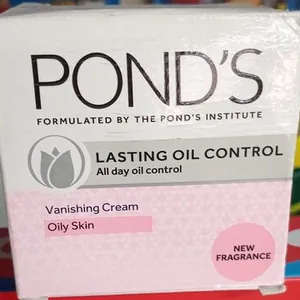 POND'S
FORMULATED BY THE POND'S INSTITUTE
LASTING OIL CONTROL
All day oil control
Vanishing Cream
Oily Skin
NEW
FRAGRANCE